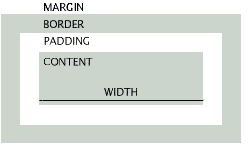 MARGIN
BORDER
PADDING
CONTENT
WIDTH